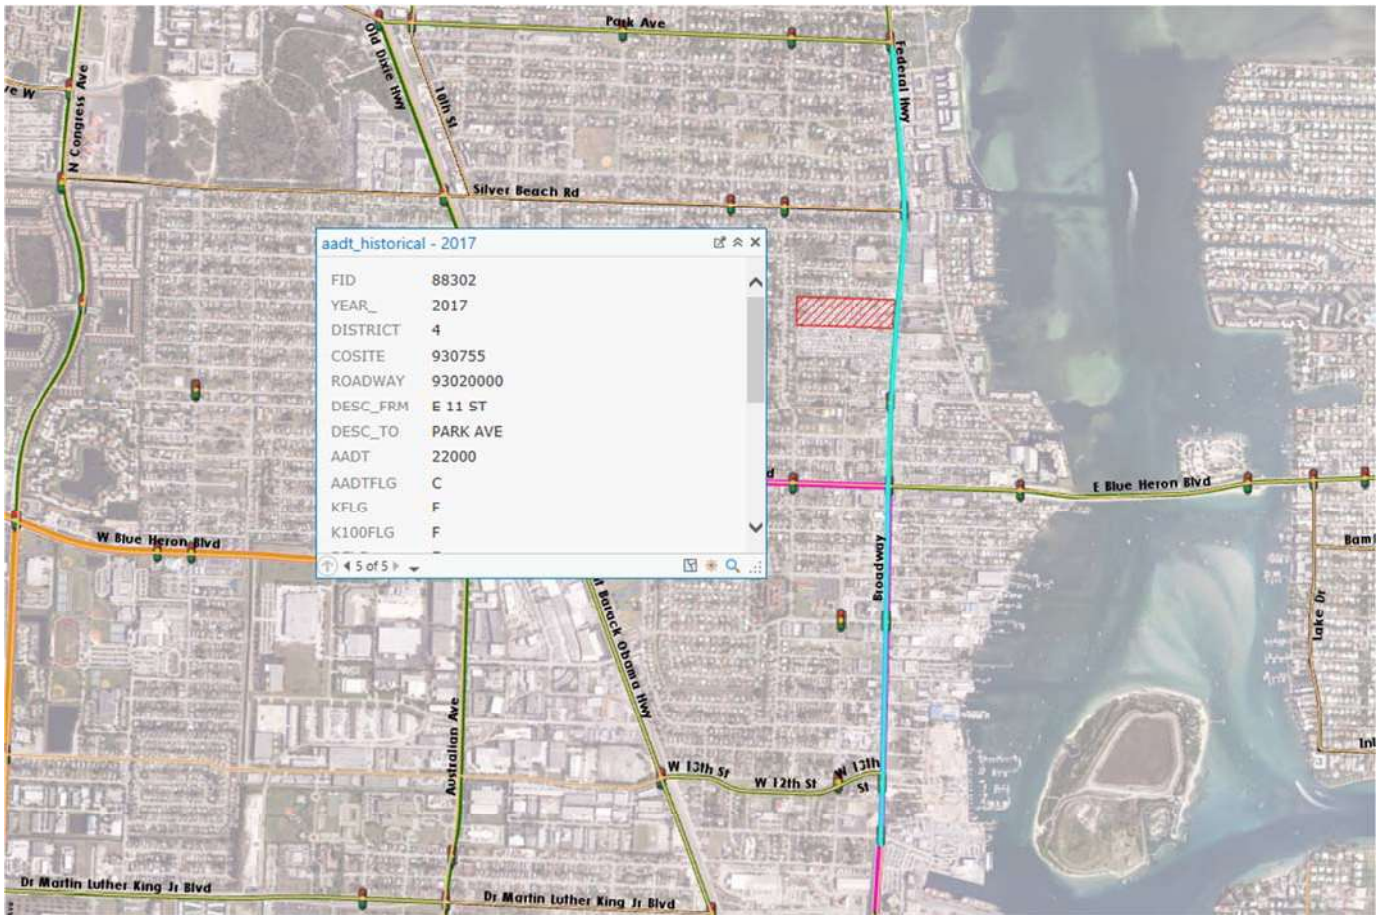 Park Ave
Old Dixie Hwy
Federal Hwy
N Congress Ave
ve W
10th St
Silver Beach Rd
aadt_historical - 2017
FID 88302
YEAR_ 2017
DISTRICT 4
COSITE 930755
ROADWAY 93020000
DESC_FRM E 11 ST
DESC_TO PARK AVE
AADT 22000
AADTFLG C
KFLG F
K100FLG F
5 of 5
d
E Blue Heron Blvd
W Blue Heron Blvd
Broadway
Lake Dr
t Barack Obama Hwy
Australian Ave
W 13th St
W 12th St
W 13th
St
Dr Martin Luther King Jr Blvd
Dr Martin Luther King Jr Blvd